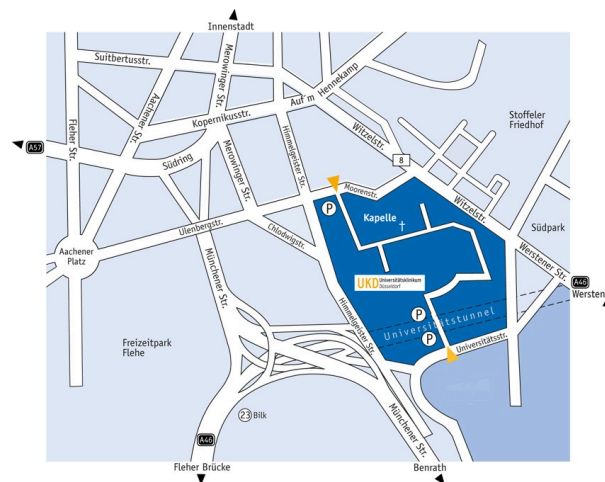 Innenstadt
Suitbertusstr.
Merowinger Str.
Auf'm Hennekamp
Aachener Str.
Kopernikusstr.
Fleher Str.
A57
Südring
Merowinger Str.
Himmelgeister Str.
Witzelstr.
8
Stoffeler
Friedhof
Moorenstr.
P
Kapelle
Witzelstr.
Südpark
Ulenbergstr.
Chlodwigstr.
Aachener
Platz
Münchener Str.
Werstener Str.
A46
Wersten
UKD Universitätsklinikum
Düsseldorf
Himmelgeister Str.
P
Universitätstunnel
P
Universitätsstr.
Freizeitpark
Flehe
23 Bilk
Münchener Str.
A46
Fleher Brücke
Benrath